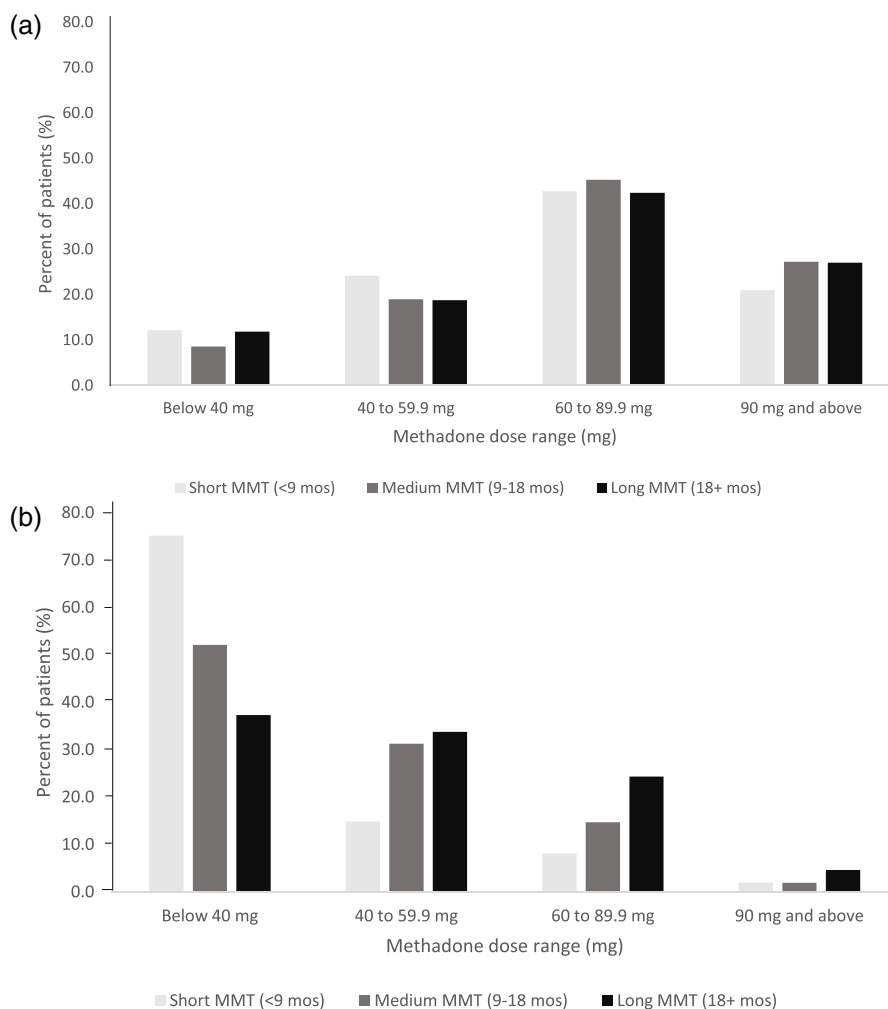 (a)
Percent of patients (%)
80.0
70.0
60.0
50.0
40.0
30.0
20.0
10.0
0.0
Below 40 mg 40 to 59.9 mg 60 to 89.9 mg 90 mg and above
Methadone dose range (mg)
Short MMT (<9 mos) Medium MMT (9-18 mos) Long MMT (18+ mos)
(b)
Percent of patients (%)
80.0
70.0
60.0
50.0
40.0
30.0
20.0
10.0
0.0
Below 40 mg 40 to 59.9 mg 60 to 89.9 mg 90 mg and above
Methadone dose range (mg)
Short MMT (<9 mos) Medium MMT (9-18 mos) Long MMT (18+ mos)